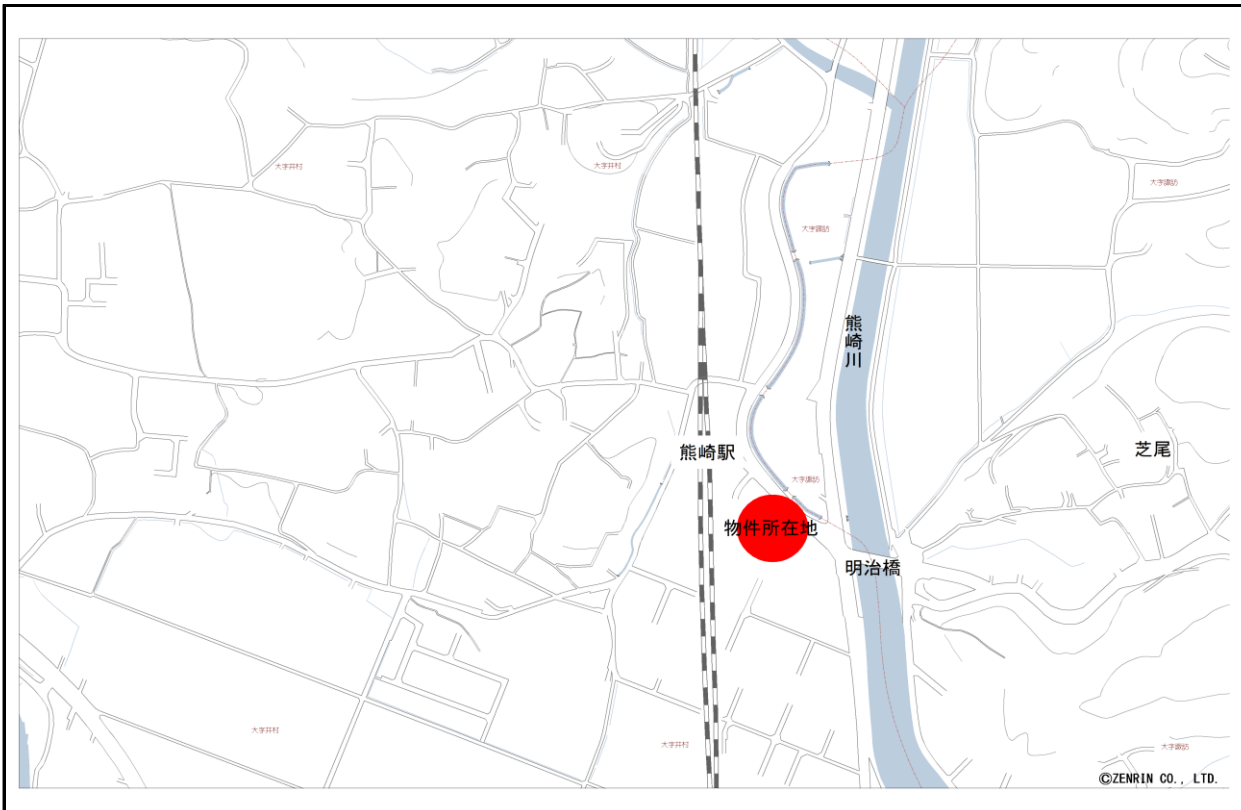 大字井村
大字井村
大字諏訪
大字諏訪
熊崎川
熊崎駅
芝尾
大字諏訪
物件所在地
明治橋
大字井村
大字井村
大字諏訪
©ZENRIN CO., LTD.